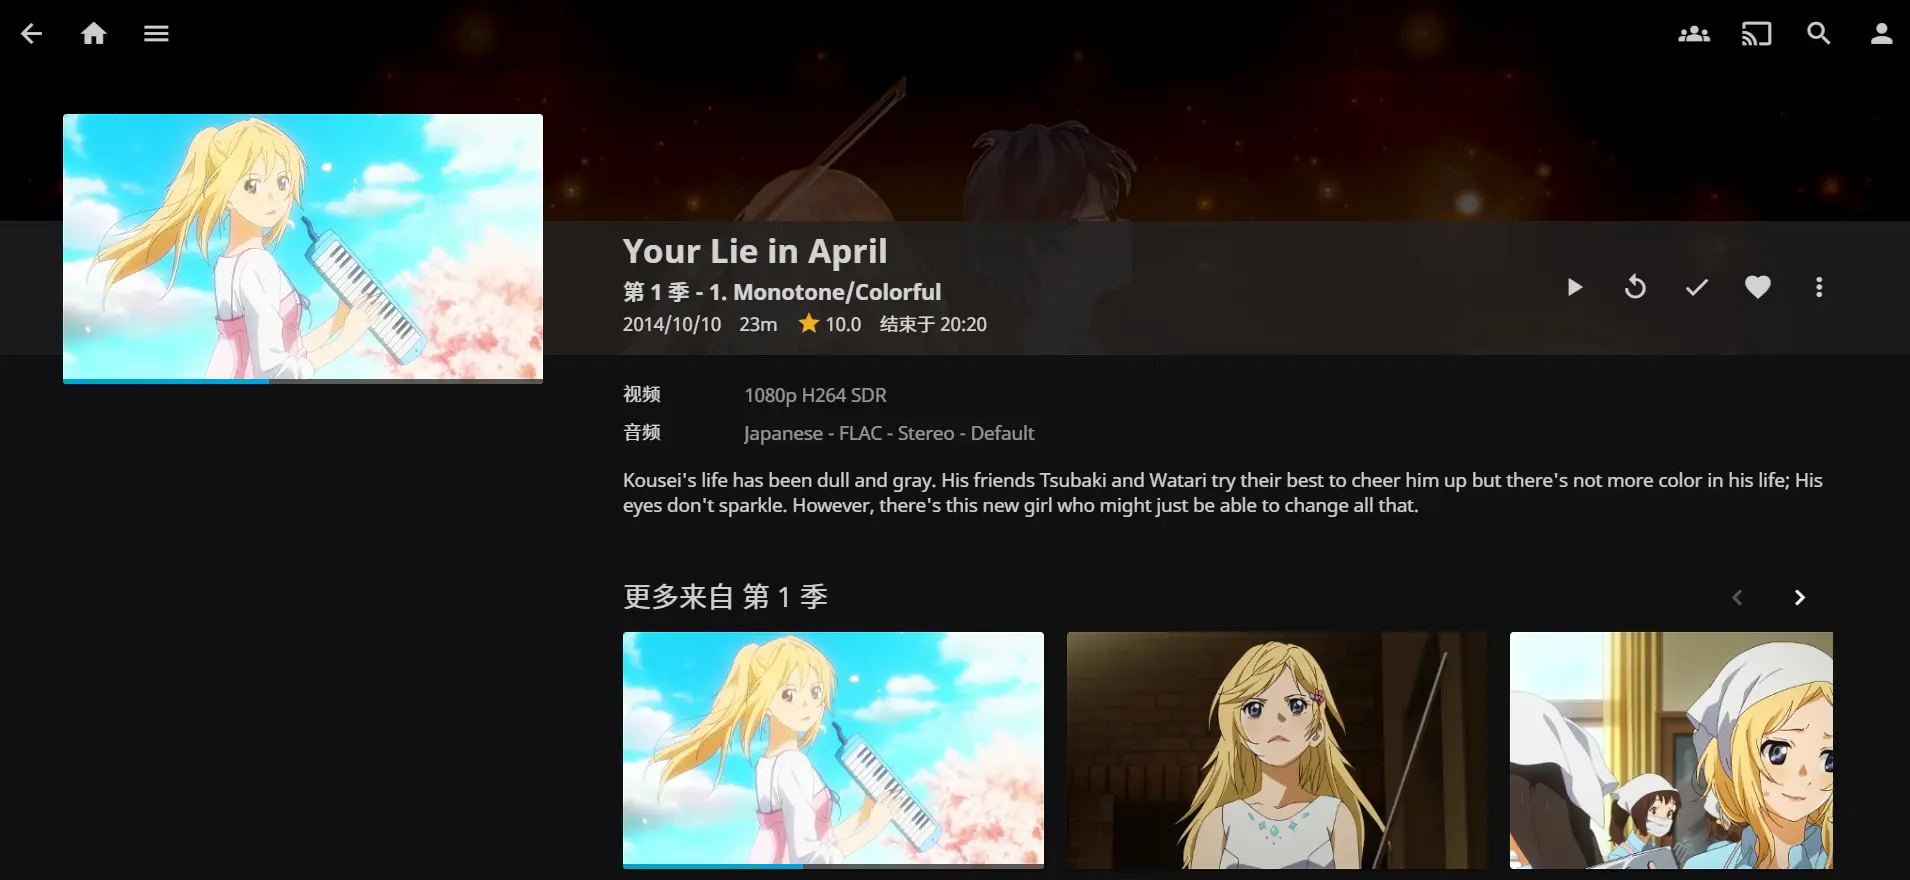 Your Lie in April
第 1 季 - 1. Monotone/Colorful
2014/10/10 23m 10.0 结束于 20:20
视频 1080p H264 SDR
音频 Japanese - FLAC - Stereo - Default
Kousei's life has been dull and gray. His friends Tsubaki and Watari try their best to cheer him up but there's not more color in his life; His
eyes don't sparkle. However, there's this new girl who might just be able to change all that.
更多来自 第 1 季